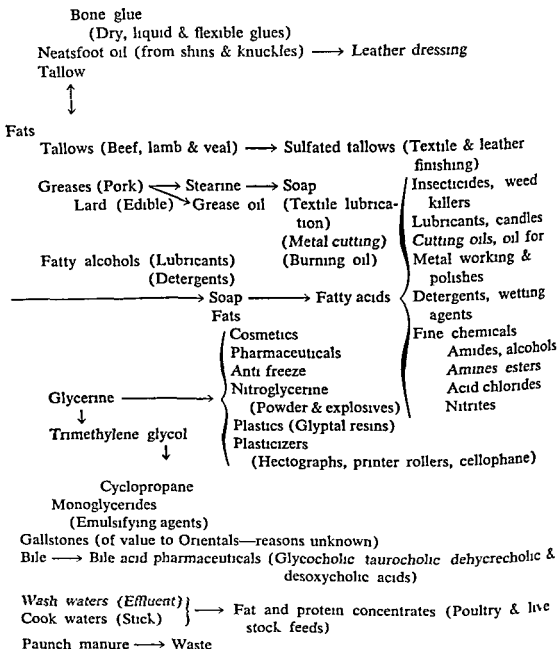 Bone glue
(Dry, liquid & flexible glues)
Neatsfoot oil (from shins & knuckles) → Leather dressing
Tallow
Fats
Tallows (Beef, lamb & veal) → Sulfated tallows (Textile & leather
finishing)
Greases (Pork) → Stearine → Soap
Lard (Edible) Grease oil (Textile lubrica-
tion)
(Metal cutting)
Fatty alcohols (Lubricants) (Burning oil)
(Detergents)
Insecticides, weed
killers
Lubricants, candles
Cutting oils, oil for
Metal working &
polishes
Detergents, wetting
agents
Fine chemicals
Amides, alcohols
Amines esters
Acid chlorides
Nitrites
→ Soap → Fatty acids
Fats
Cosmetics
Pharmaceuticals
Anti freeze
Glycerine → Nitroglycerine
(Powder & explosives)
Trimethylene glycol
Plastics (Glyptal resins)
Plasticizers
(Hectographs, printer rollers, cellophane)
Cyclopropane
Monoglycerides
(Emulsifying agents)
Gallstones (of value to Orientals—reasons unknown)
Bile → Bile acid pharmaceuticals (Glycocholic taurocholic dehycrecholic &
desoxycholic acids)
Wash waters (Effluent)
Cook waters (Stick) → Fat and protein concentrates (Poultry & live
stock feeds)
Paunch manure → Waste